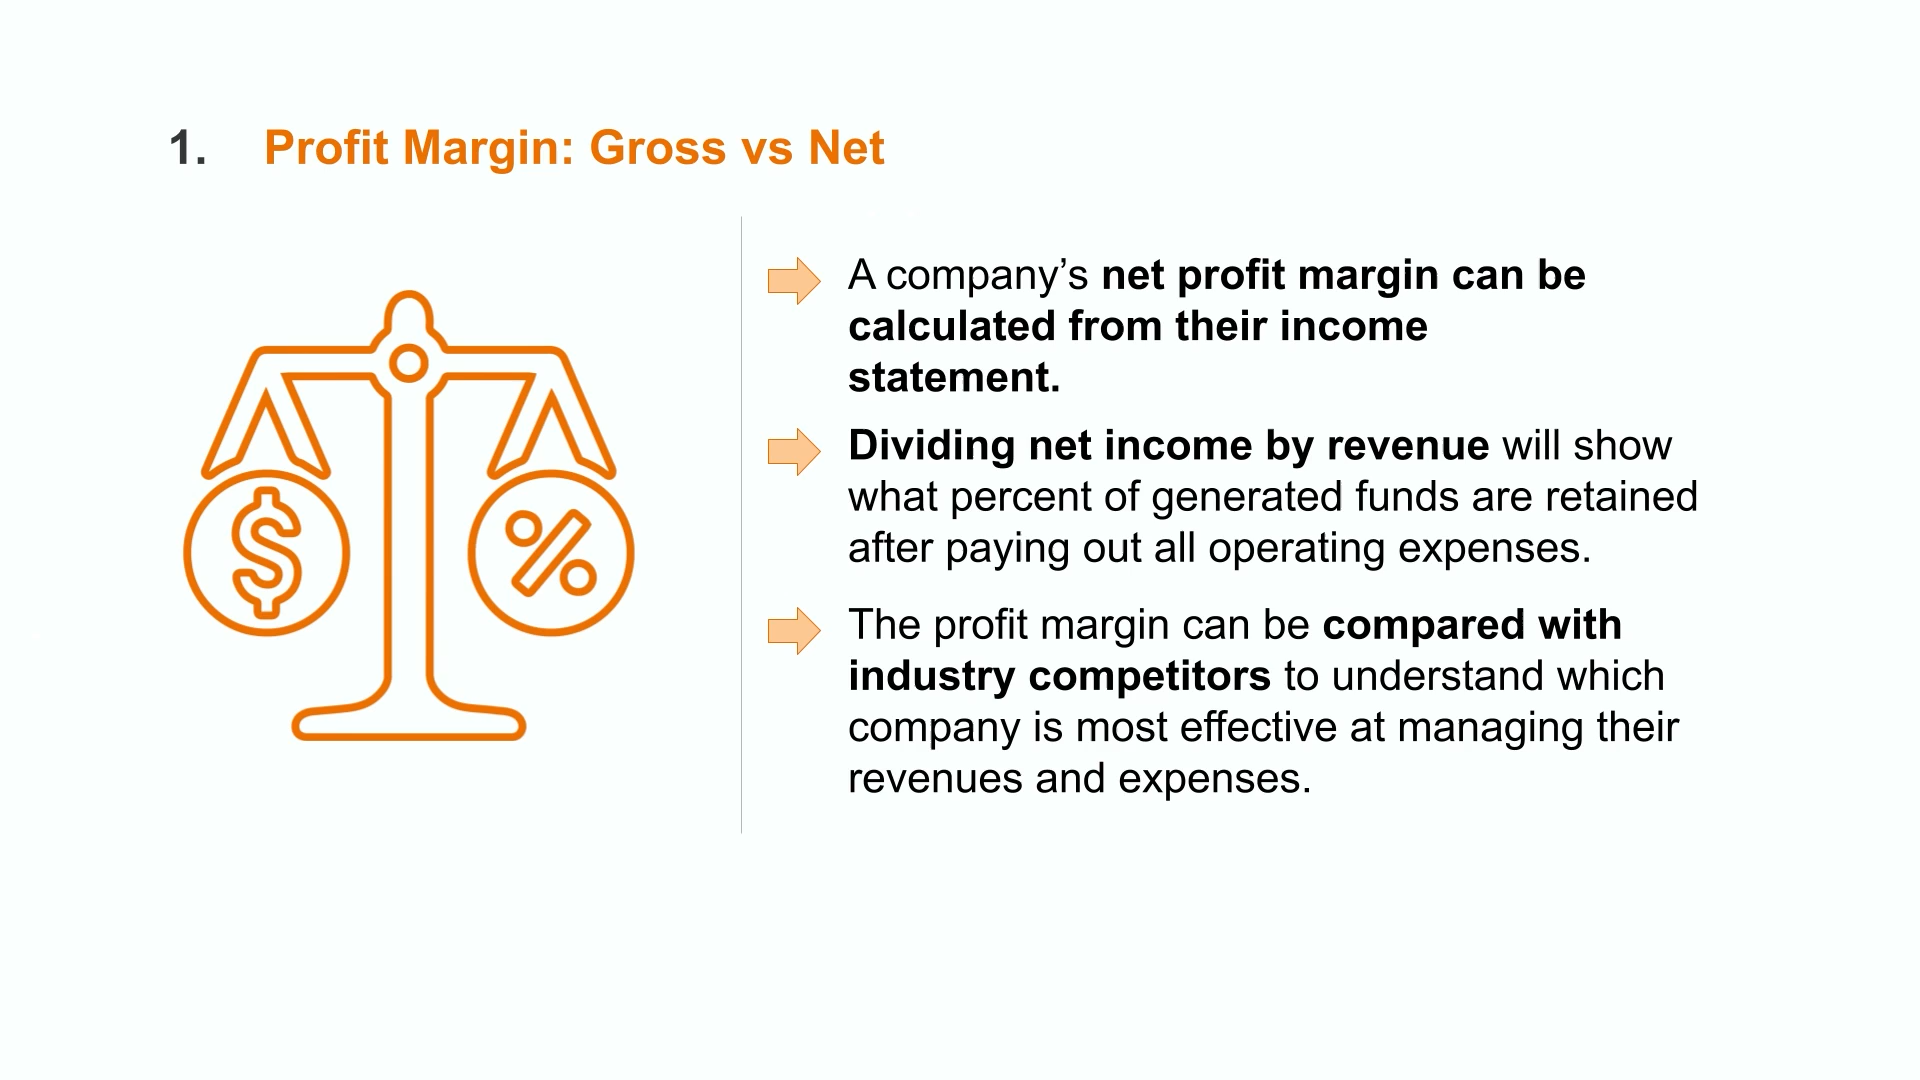 1. Profit Margin: Gross vs Net
A company’s net profit margin can be
calculated from their income
statement.
Dividing net income by revenue will show
what percent of generated funds are retained
after paying out all operating expenses.
The profit margin can be compared with
industry competitors to understand which
company is most effective at managing their
revenues and expenses.
$
%